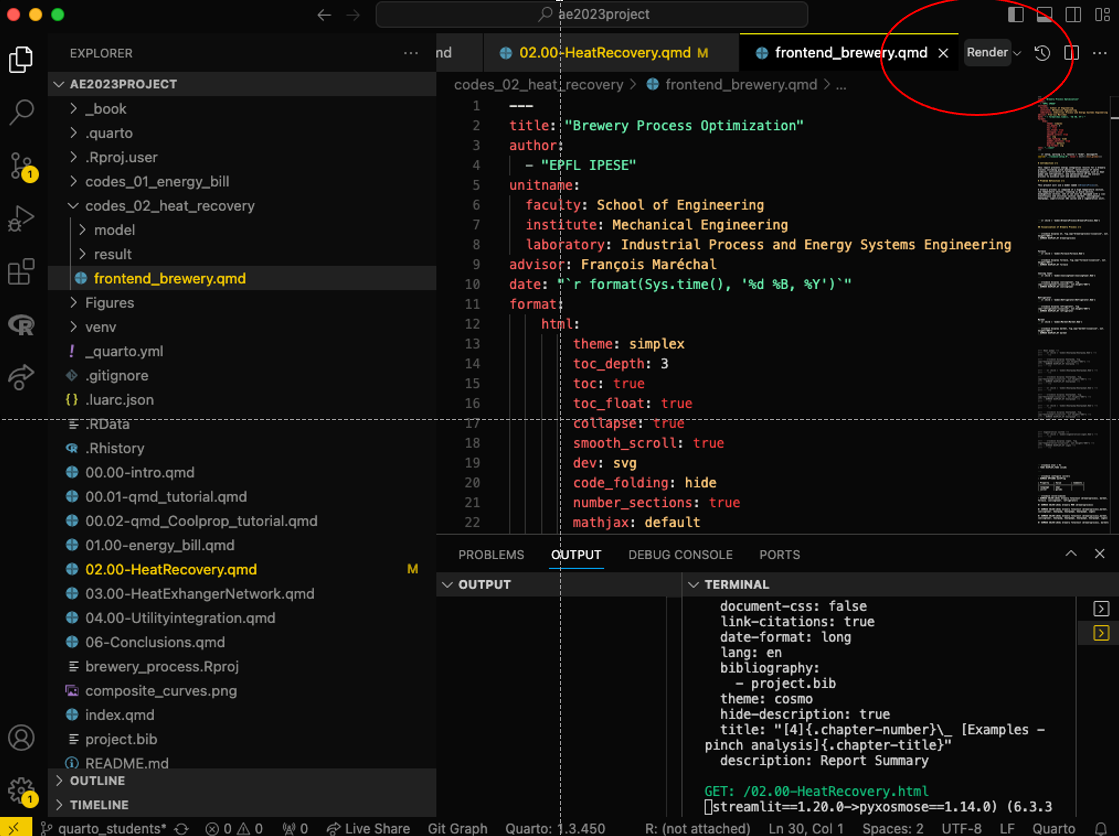 ae2023project
EXPLORER
nd
02.00-HeatRecovery.qmd M
frontend_brewery.qmd
Render
AE2023PROJECT
_book
.quarto
.Rproj.user
codes_01_energy_bill
codes_02_heat_recovery
model
result
frontend_brewery.qmd
Figures
venv
_quarto.yml
.gitignore
.luarc.json
.RData
.Rhistory
00.00-intro.qmd
00.01-qmd_tutorial.qmd
00.02-qmd_Coolprop_tutorial.qmd
01.00-energy_bill.qmd
02.00-HeatRecovery.qmd M
03.00-HeatExhangerNetwork.qmd
04.00-Utilityintegration.qmd
06-Conclusions.qmd
brewery_process.Rproj
composite_curves.png
index.qmd
project.bib
README.md
OUTLINE
TIMELINE
1
1
codes_02_heat_recovery > frontend_brewery.qmd > ...
1 ---
2 title: "Brewery Process Optimization"
3 author:
4 - "EPFL IPESE"
5 unitname:
6 faculty: School of Engineering
7 institute: Mechanical Engineering
8 laboratory: Industrial Process and Energy Systems Engineering
9 advisor: François Maréchal
10 date: "`r format(Sys.time(), '%d %B, %Y')`"
11 format:
12 html:
13 theme: simplex
14 toc_depth: 3
15 toc: true
16 toc_float: true
17 collapse: true
18 smooth_scroll: true
19 dev: svg
20 code_folding: hide
21 number_sections: true
22 mathjax: default
PROBLEMS OUTPUT DEBUG CONSOLE PORTS
OUTPUT
TERMINAL
document-css: false
link-citations: true
date-format: long
lang: en
bibliography:
- project.bib
theme: cosmo
hide-description: true
title: "[4]{.chapter-number}\_ [Examples -
pinch analysis]{.chapter-title}"
description: Report Summary
GET: /02.00-HeatRecovery.html
streamlit==1.20.0->pyxosmose==1.14.0) (6.3.3
quarto_students* 0 0 0 Live Share Git Graph Quarto: 1.3.450 R: (not attached) Ln 30, Col 1 Spaces: 2 UTF-8 LF Quarto